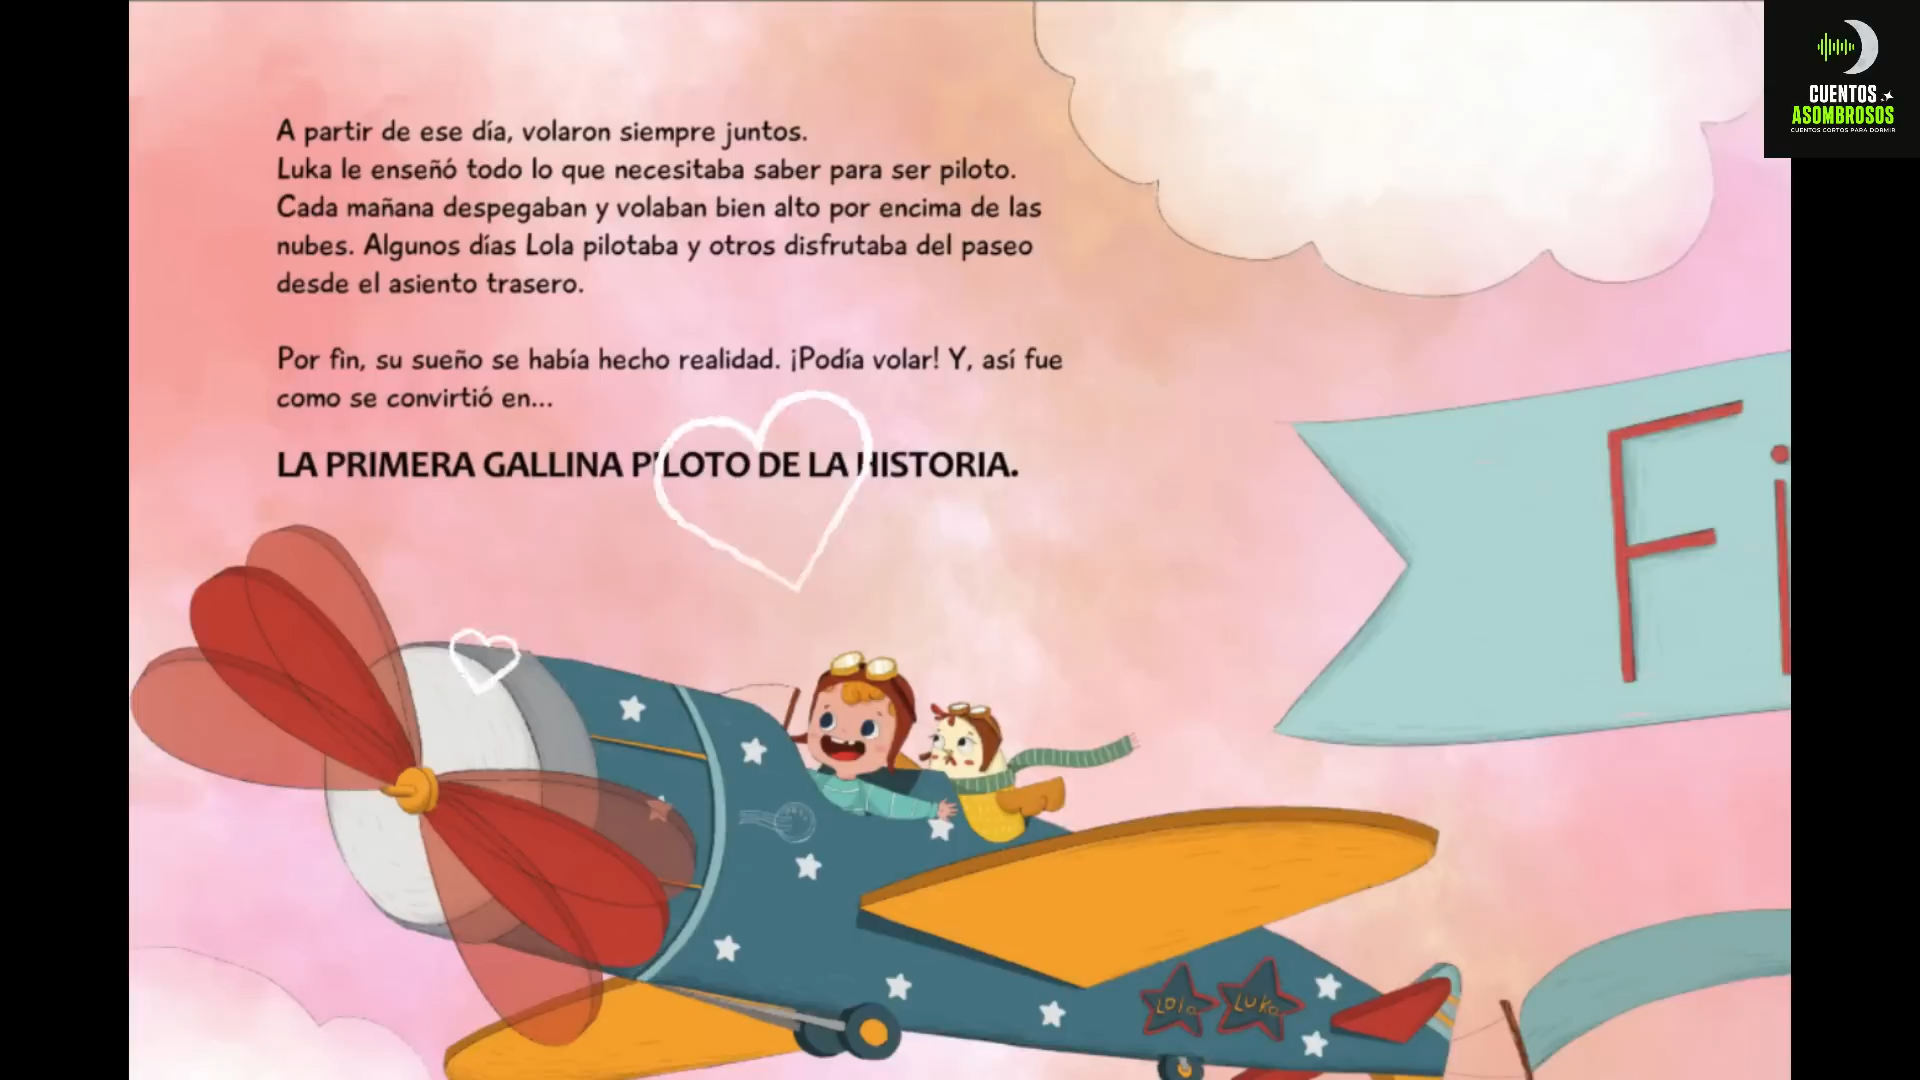 A partir de ese día, volaron siempre juntos.
Luka le enseñó todo lo que necesitaba saber para ser piloto.
Cada mañana despegaban y volaban bien alto por encima de las
nubes. Algunos días Lola pilotaba y otros disfrutaba del paseo
desde el asiento trasero.
Por fin, su sueño se había hecho realidad. ¡Podía volar! Y, así fue
como se convirtió en...
LA PRIMERA GALLINA PILOTO DE LA HISTORIA.
Fi
Lola
Luka
CUENTOS
ASOMBROSOS
CUENTOS CORTOS PARA DORMIR